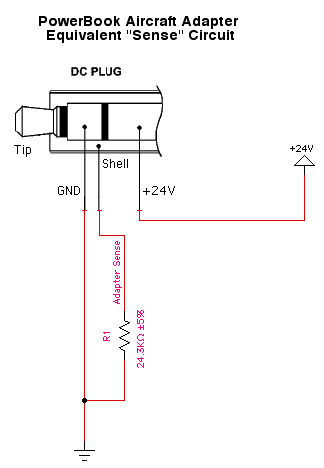 PowerBook Aircraft Adapter
Equivalent "Sense" Circuit
DC PLUG
Tip
Shell
+24V
GND
+24V
Adapter Sense
R1
24.3KΩ ±5%